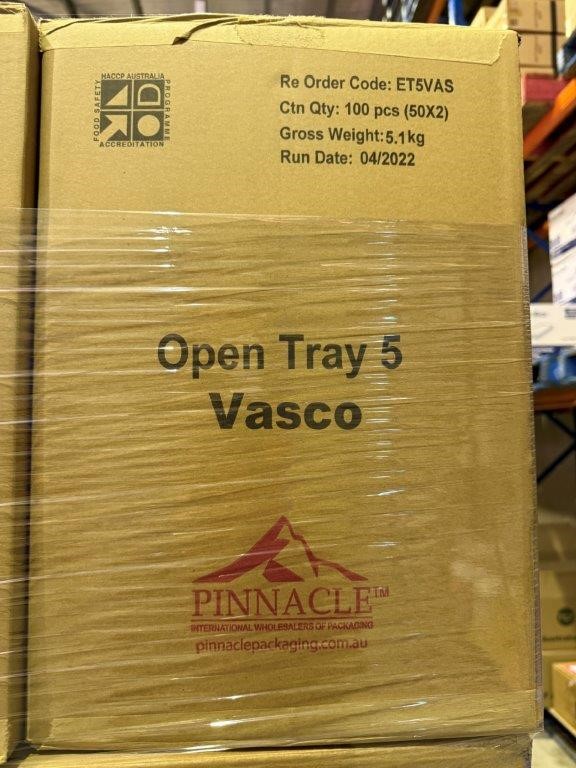 HACCP AUSTRALIA
FOOD SAFETY
PROGRAMME
ACCREDITATION
Re Order Code: ET5VAS
Ctn Qty: 100 pcs (50X2)
Gross Weight:5.1kg
Run Date: 04/2022
Open Tray 5
Vasco
PINNACLE™
INTERNATIONAL WHOLESALERS OF PACKAGING
pinnaclepackaging.com.au